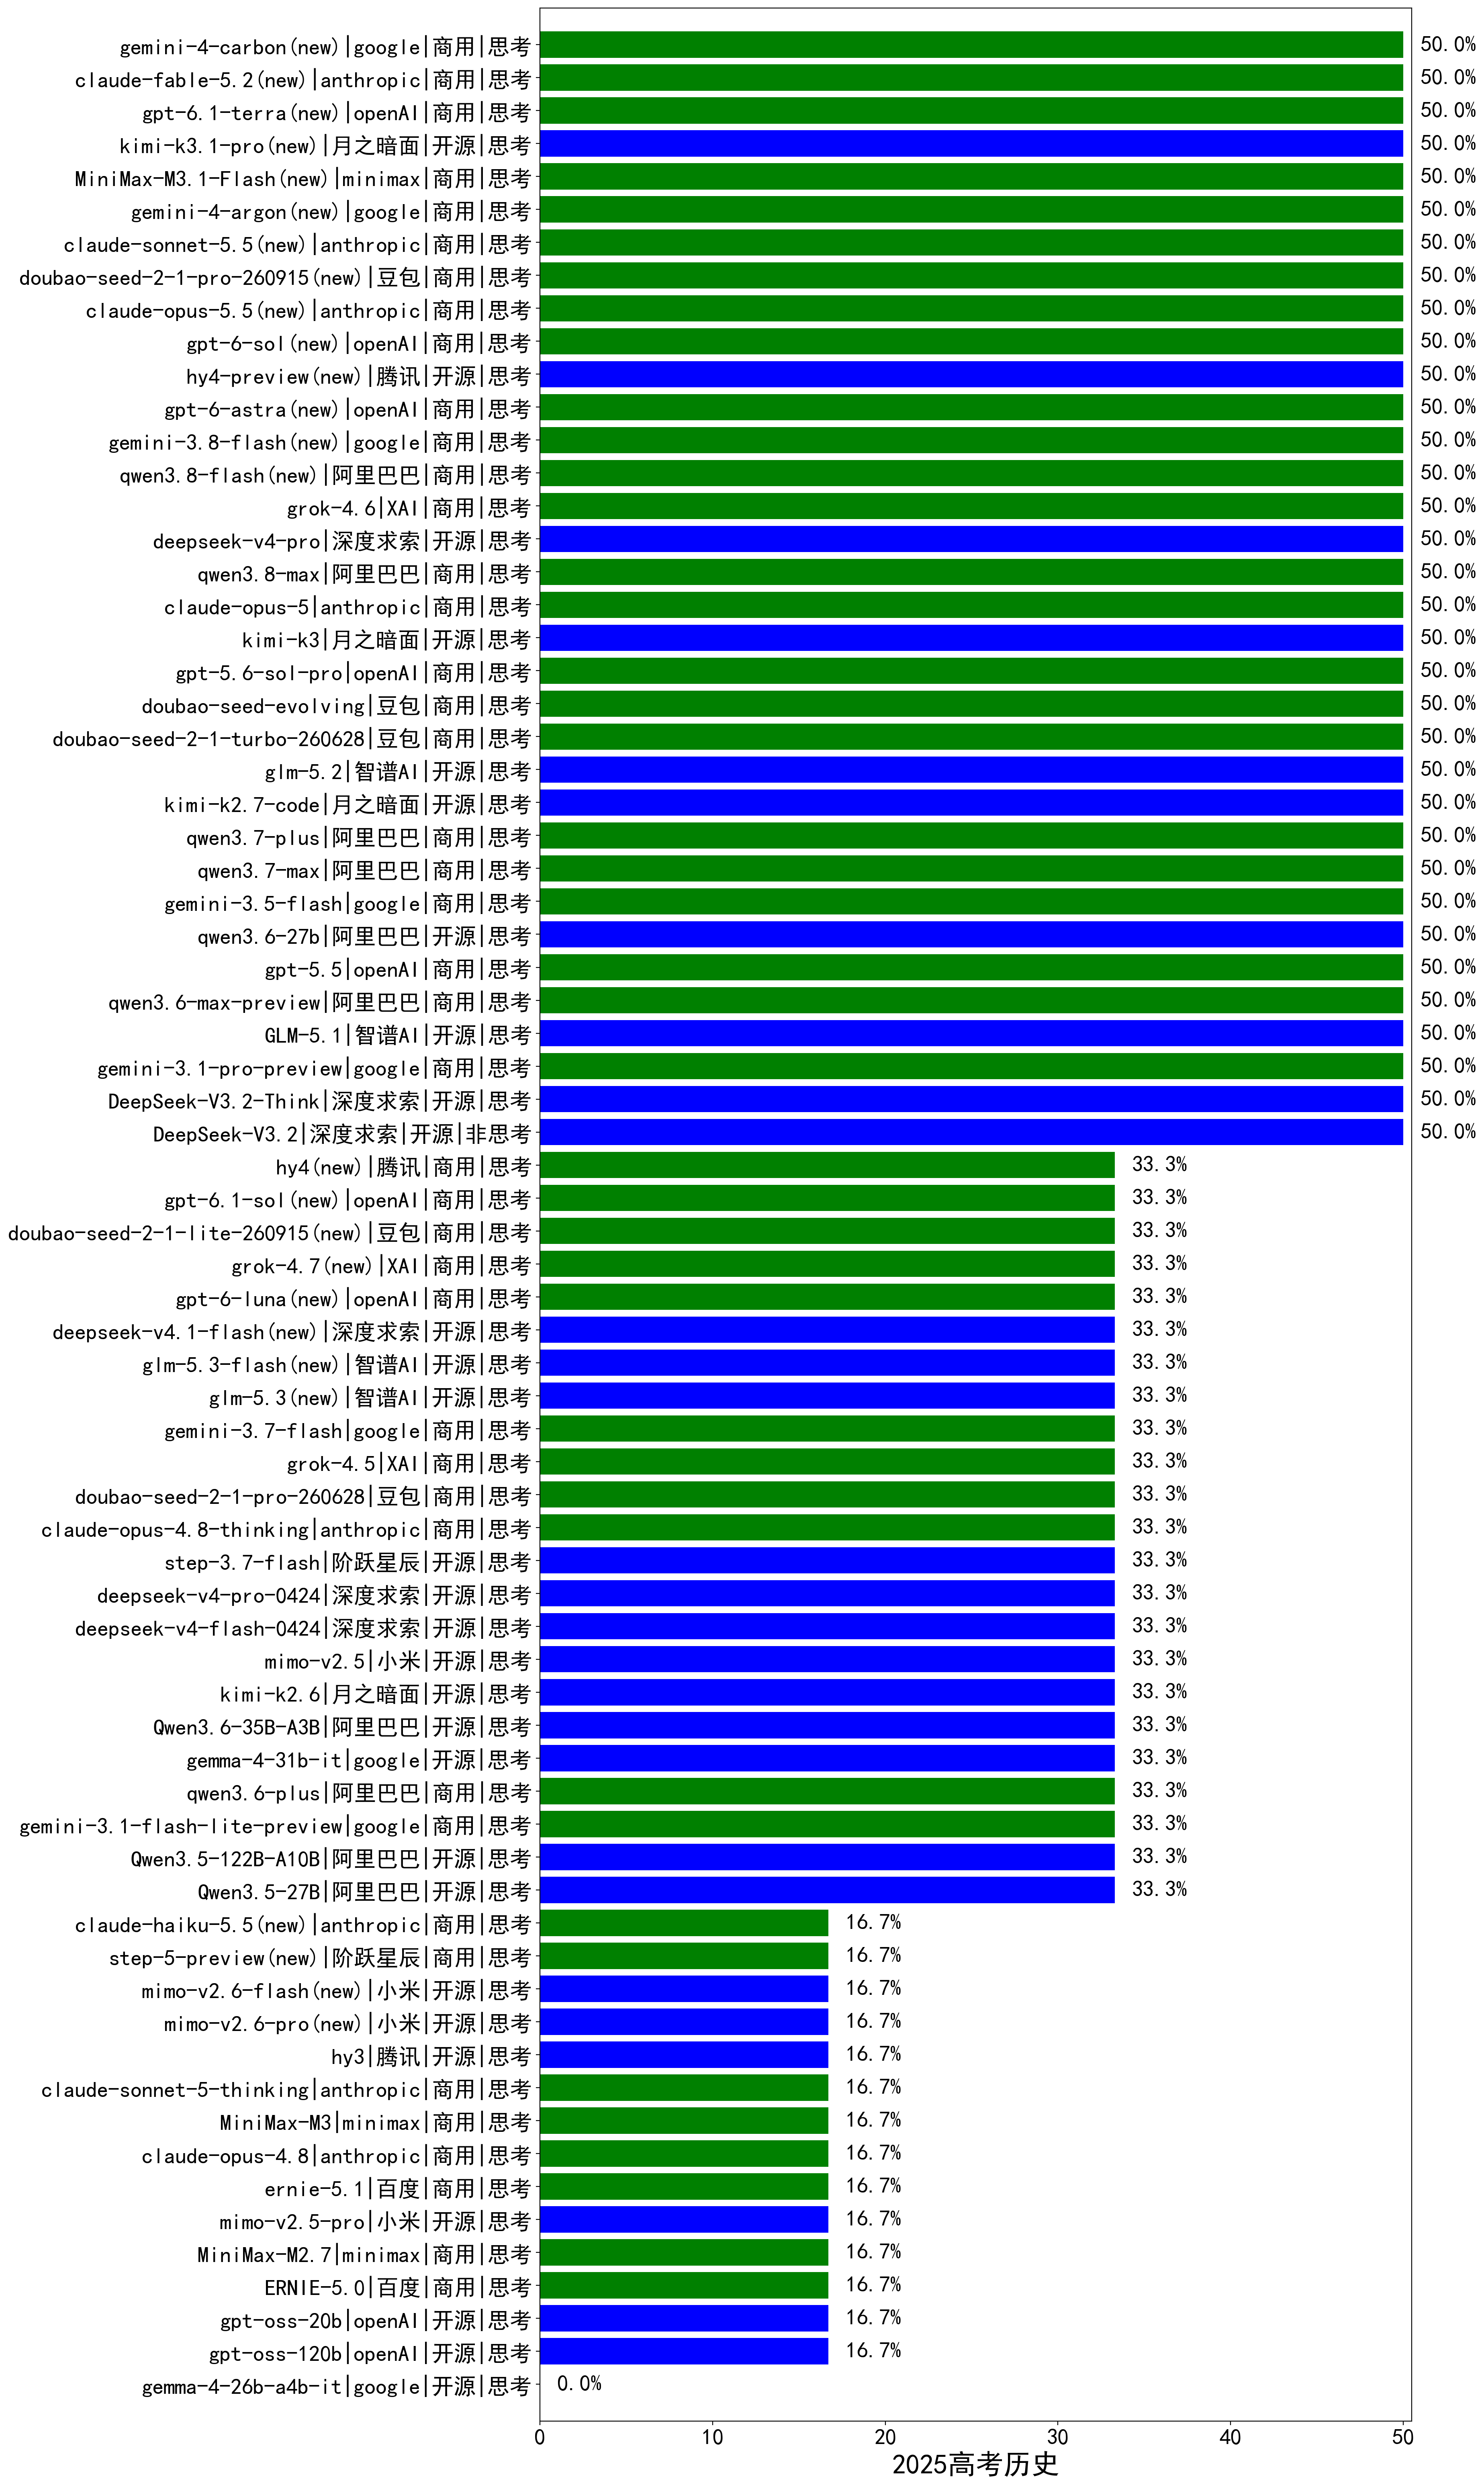 gemini-4-carbon(new)|google|商用|思考 50.0%
claude-fable-5.2(new)|anthropic|商用|思考 50.0%
gpt-6.1-terra(new)|openAI|商用|思考 50.0%
kimi-k3.1-pro(new)|月之暗面|开源|思考 50.0%
MiniMax-M3.1-Flash(new)|minimax|商用|思考 50.0%
gemini-4-argon(new)|google|商用|思考 50.0%
claude-sonnet-5.5(new)|anthropic|商用|思考 50.0%
doubao-seed-2-1-pro-260915(new)|豆包|商用|思考 50.0%
claude-opus-5.5(new)|anthropic|商用|思考 50.0%
gpt-6-sol(new)|openAI|商用|思考 50.0%
hy4-preview(new)|腾讯|开源|思考 50.0%
gpt-6-astra(new)|openAI|商用|思考 50.0%
gemini-3.8-flash(new)|google|商用|思考 50.0%
qwen3.8-flash(new)|阿里巴巴|商用|思考 50.0%
grok-4.6|XAI|商用|思考 50.0%
deepseek-v4-pro|深度求索|开源|思考 50.0%
qwen3.8-max|阿里巴巴|商用|思考 50.0%
claude-opus-5|anthropic|商用|思考 50.0%
kimi-k3|月之暗面|开源|思考 50.0%
gpt-5.6-sol-pro|openAI|商用|思考 50.0%
doubao-seed-evolving|豆包|商用|思考 50.0%
doubao-seed-2-1-turbo-260628|豆包|商用|思考 50.0%
glm-5.2|智谱AI|开源|思考 50.0%
kimi-k2.7-code|月之暗面|开源|思考 50.0%
qwen3.7-plus|阿里巴巴|商用|思考 50.0%
qwen3.7-max|阿里巴巴|商用|思考 50.0%
gemini-3.5-flash|google|商用|思考 50.0%
qwen3.6-27b|阿里巴巴|开源|思考 50.0%
gpt-5.5|openAI|商用|思考 50.0%
qwen3.6-max-preview|阿里巴巴|商用|思考 50.0%
GLM-5.1|智谱AI|开源|思考 50.0%
gemini-3.1-pro-preview|google|商用|思考 50.0%
DeepSeek-V3.2-Think|深度求索|开源|思考 50.0%
DeepSeek-V3.2|深度求索|开源|非思考 50.0%
hy4(new)|腾讯|商用|思考 33.3%
gpt-6.1-sol(new)|openAI|商用|思考 33.3%
doubao-seed-2-1-lite-260915(new)|豆包|商用|思考 33.3%
grok-4.7(new)|XAI|商用|思考 33.3%
gpt-6-luna(new)|openAI|商用|思考 33.3%
deepseek-v4.1-flash(new)|深度求索|开源|思考 33.3%
glm-5.3-flash(new)|智谱AI|开源|思考 33.3%
glm-5.3(new)|智谱AI|开源|思考 33.3%
gemini-3.7-flash|google|商用|思考 33.3%
grok-4.5|XAI|商用|思考 33.3%
doubao-seed-2-1-pro-260628|豆包|商用|思考 33.3%
claude-opus-4.8-thinking|anthropic|商用|思考 33.3%
step-3.7-flash|阶跃星辰|开源|思考 33.3%
deepseek-v4-pro-0424|深度求索|开源|思考 33.3%
deepseek-v4-flash-0424|深度求索|开源|思考 33.3%
mimo-v2.5|小米|开源|思考 33.3%
kimi-k2.6|月之暗面|开源|思考 33.3%
Qwen3.6-35B-A3B|阿里巴巴|开源|思考 33.3%
gemma-4-31b-it|google|开源|思考 33.3%
qwen3.6-plus|阿里巴巴|商用|思考 33.3%
gemini-3.1-flash-lite-preview|google|商用|思考 33.3%
Qwen3.5-122B-A10B|阿里巴巴|开源|思考 33.3%
Qwen3.5-27B|阿里巴巴|开源|思考 33.3%
claude-haiku-5.5(new)|anthropic|商用|思考 16.7%
step-5-preview(new)|阶跃星辰|商用|思考 16.7%
mimo-v2.6-flash(new)|小米|开源|思考 16.7%
mimo-v2.6-pro(new)|小米|开源|思考 16.7%
hy3|腾讯|开源|思考 16.7%
claude-sonnet-5-thinking|anthropic|商用|思考 16.7%
MiniMax-M3|minimax|商用|思考 16.7%
claude-opus-4.8|anthropic|商用|思考 16.7%
ernie-5.1|百度|商用|思考 16.7%
mimo-v2.5-pro|小米|开源|思考 16.7%
MiniMax-M2.7|minimax|商用|思考 16.7%
ERNIE-5.0|百度|商用|思考 16.7%
gpt-oss-20b|openAI|开源|思考 16.7%
gpt-oss-120b|openAI|开源|思考 16.7%
gemma-4-26b-a4b-it|google|开源|思考 0.0%
0 10 20 30 40 50
2025高考历史